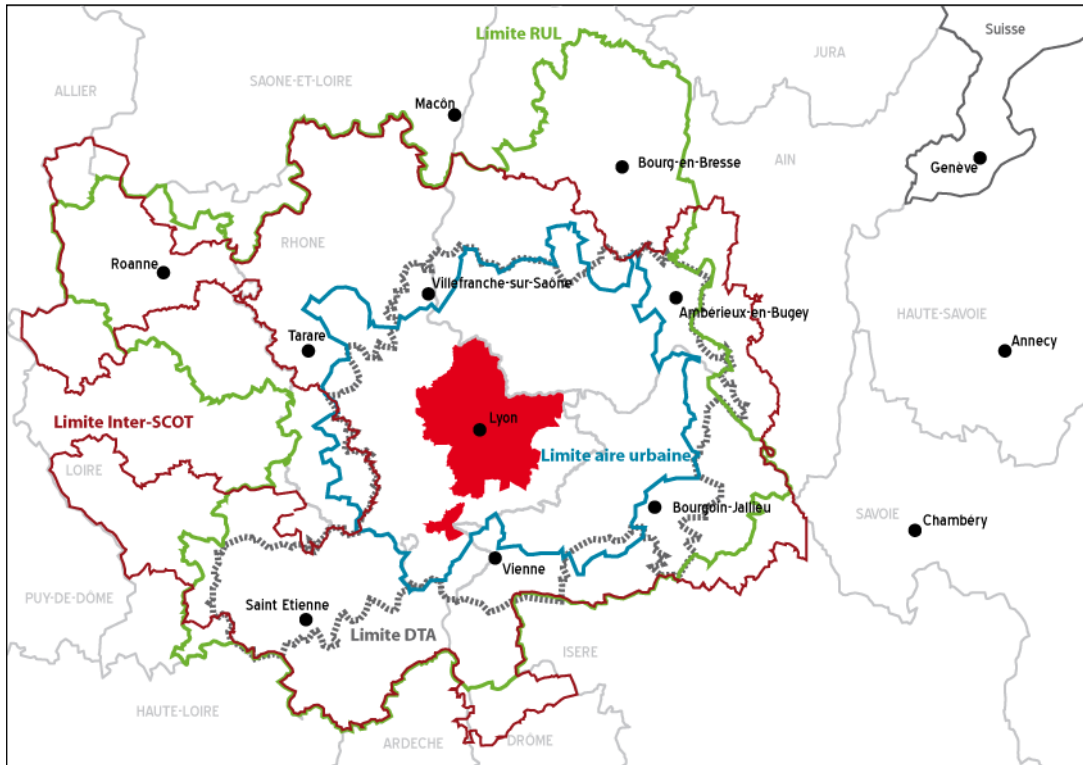 Limite RUL
Suisse
JURA
SAONE-ET-LOIRE
ALLIER
Macôn
AIN
Bourg-en-Bresse
Genève
RHONE
Roanne
Villefranche-sur-Saône
Ambérieux-en-Bugey
HAUTE-SAVOIE
Tarare
Annecy
Lyon
Limite Inter-SCOT
Limite aire urbaine
LOIRE
Bourgoin-Jallieu
SAVOIE
Chambéry
Vienne
PUY-DE-DÔME
Saint Etienne
Limite DTA
ISERE
HAUTE-LOIRE
ARDECHE
DRÔME